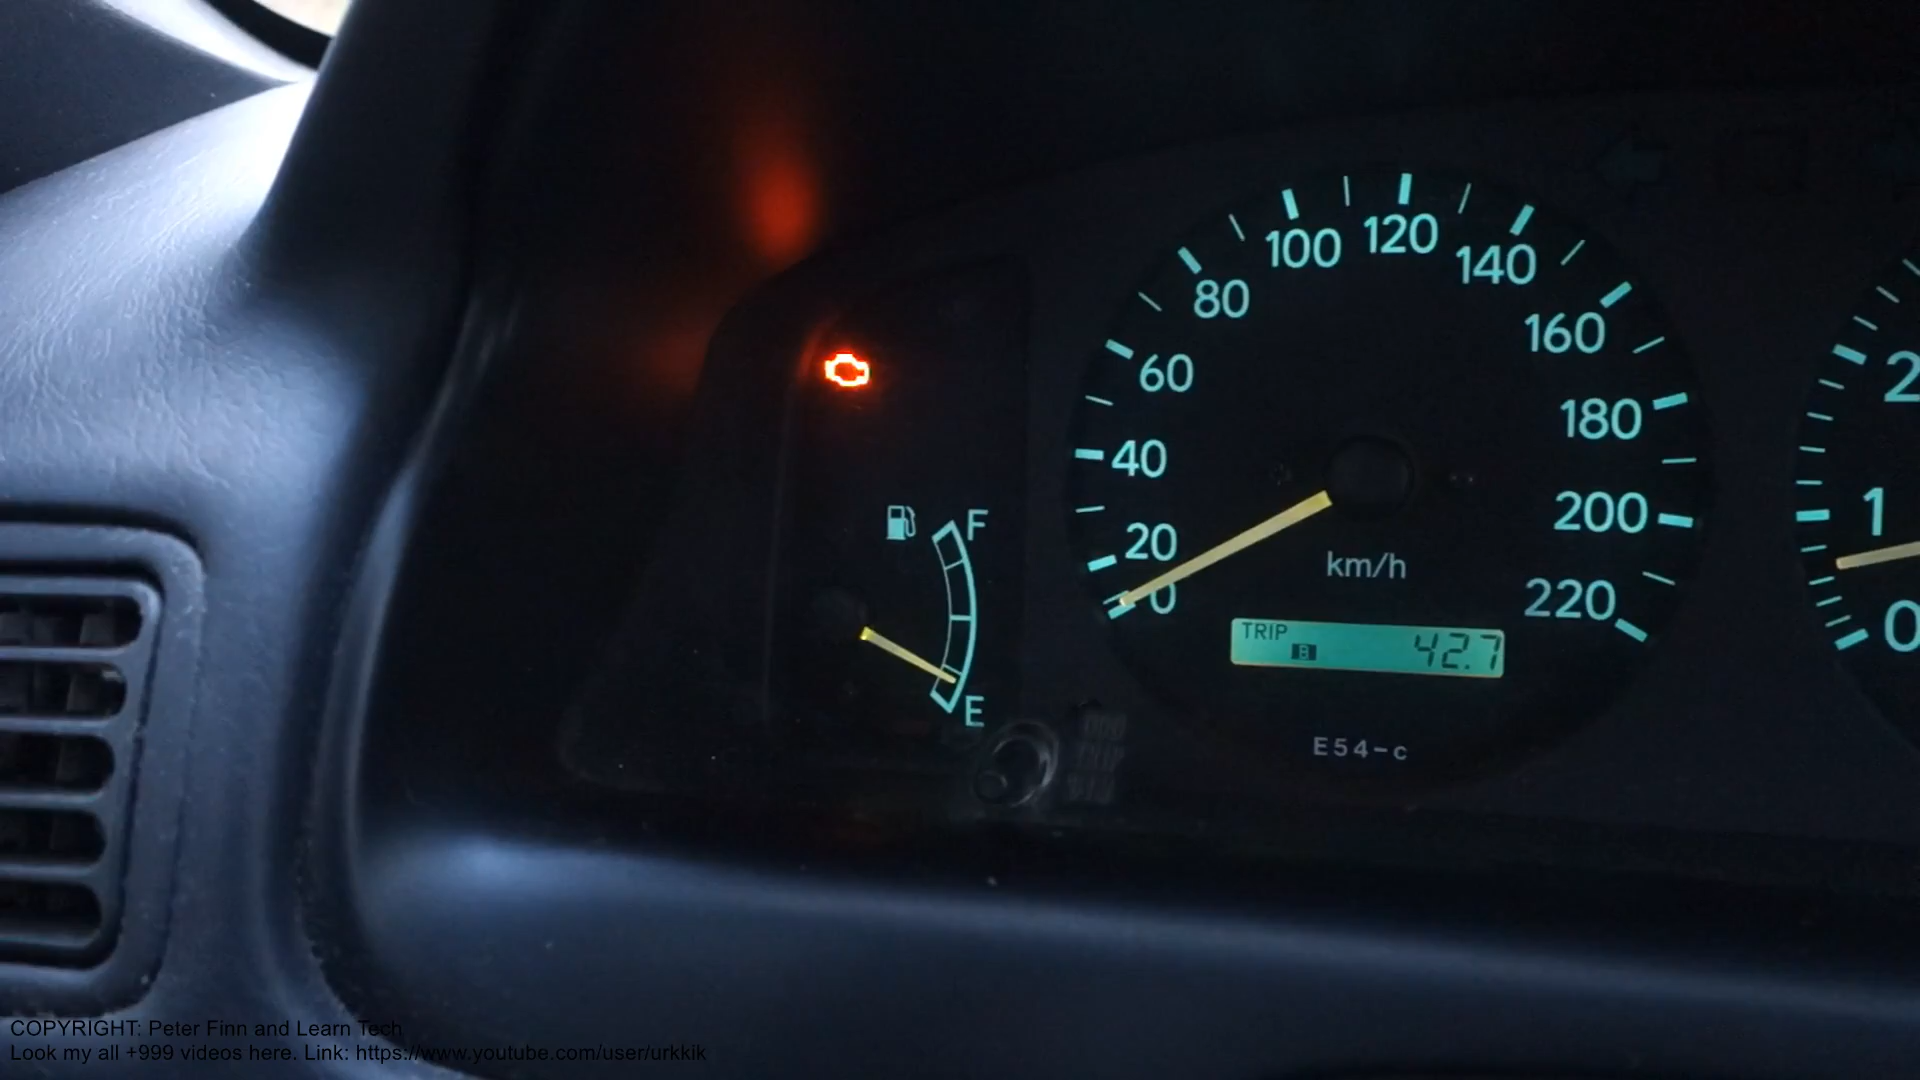 100 120 140
80 160
60 180
40 200
20 220
0
km/h
TRIP B 42.7
E54-c
F
E
2
1
0
COPYRIGHT: Peter Finn and Learn Tech
Look my all +999 videos here. Link: https://www.youtube.com/user/urkkik